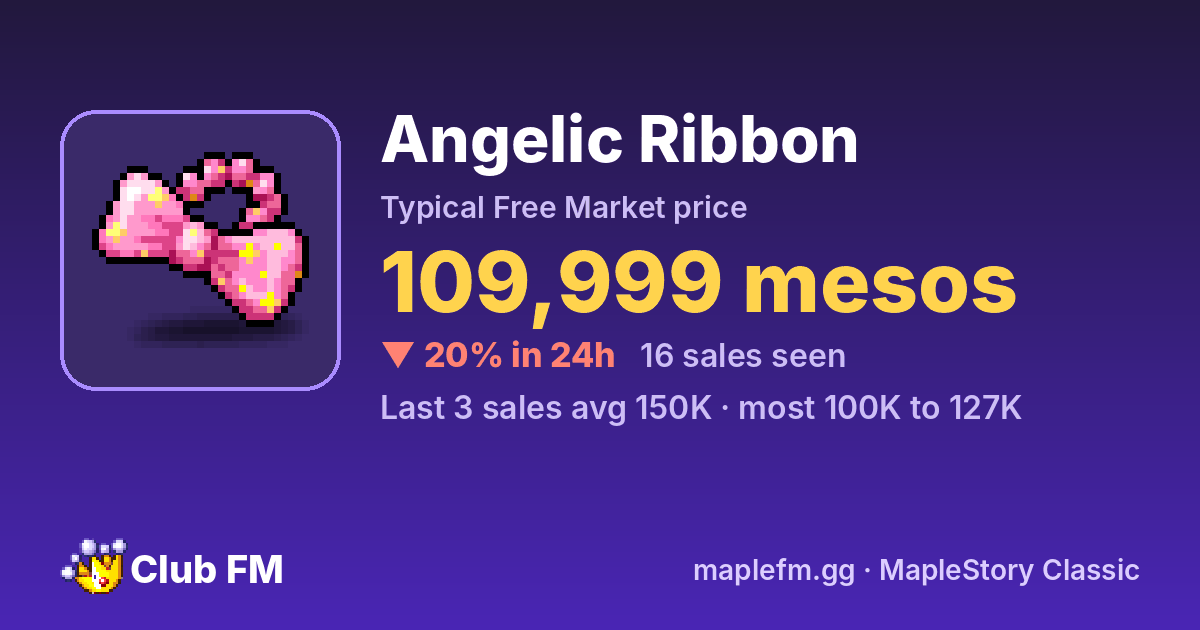 Angelic Ribbon
Typical Free Market price
109,999 mesos
▼ 20% in 24h 16 sales seen
Last 3 sales avg 150K · most 100K to 127K
Club FM
maplefm.gg · MapleStory Classic